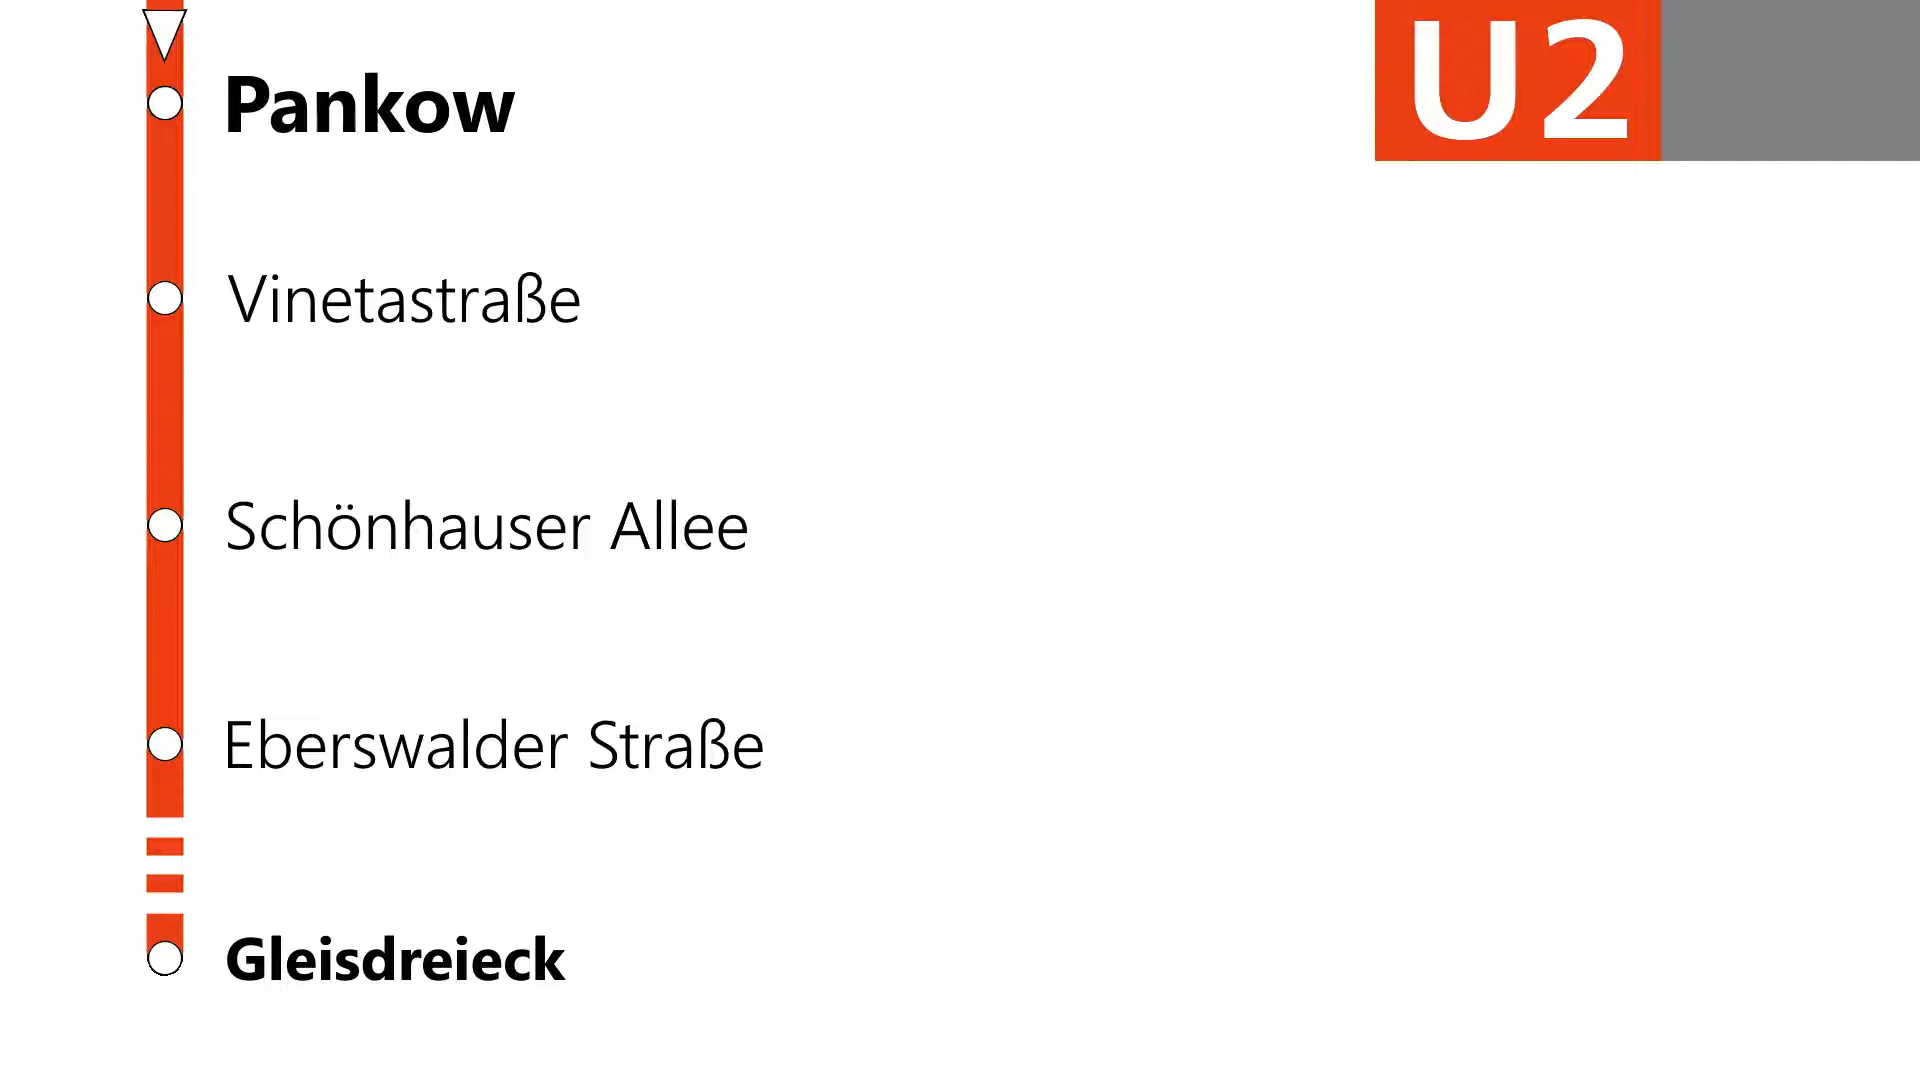 U2
Pankow
Vinetastraße
Schönhauser Allee
Eberswalder Straße
Gleisdreieck